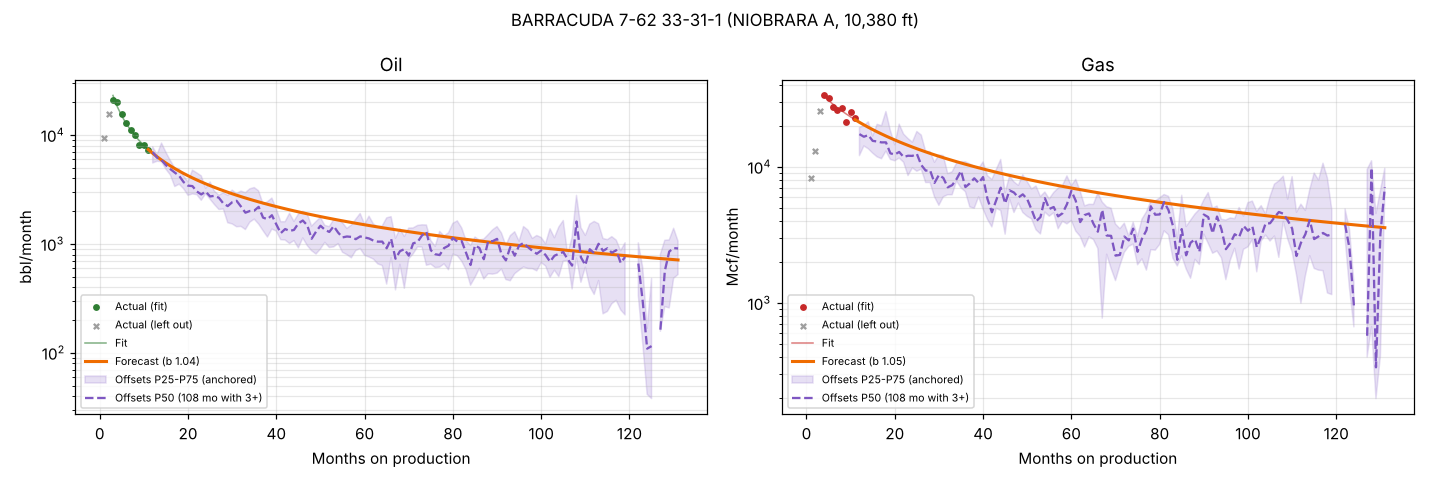 BARRACUDA 7-62 33-31-1 (NIOBRARA A, 10,380 ft)
Oil
bbl/month
10⁴
10³
10²
0 20 40 60 80 100 120
Months on production
Actual (fit)
Actual (left out)
Fit
Forecast (b 1.04)
Offsets P25-P75 (anchored)
Offsets P50 (108 mo with 3+)
Gas
Mcf/month
10⁴
10³
0 20 40 60 80 100 120
Months on production
Actual (fit)
Actual (left out)
Fit
Forecast (b 1.05)
Offsets P25-P75 (anchored)
Offsets P50 (108 mo with 3+)